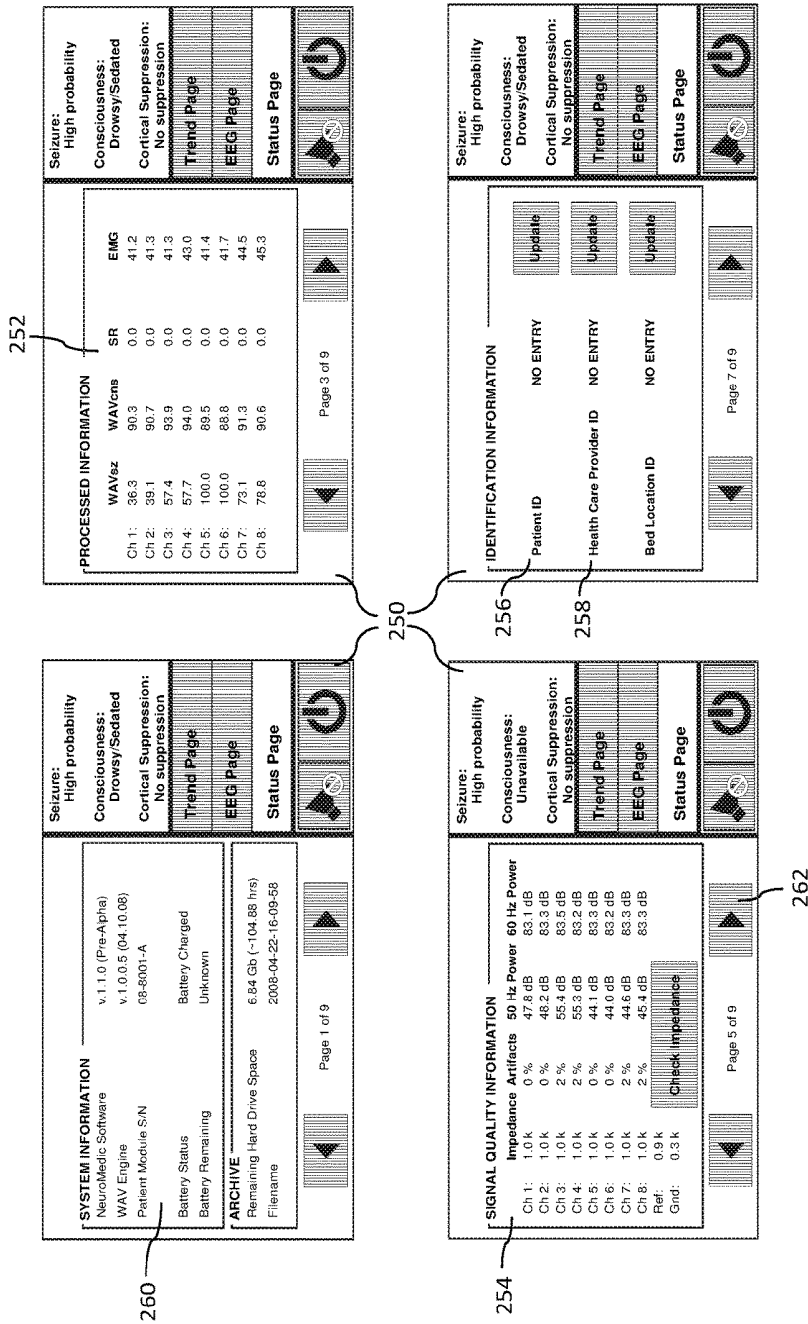 260
SYSTEM INFORMATION
NeuroMedic Software v.1.1.0 (Pre-Alpha)
WAV Engine v.1.0.0.5 (04.10.08)
Patient Module S/N 08-8001-A
Battery Status Battery Charged
Battery Remaining Unknown
ARCHIVE
Remaining Hard Drive Space 6.84 Gb (~104.88 hrs)
Filename 2008-04-22-16-09-58
Page 1 of 9
Seizure:
High probability
Consciousness:
Drowsy/Sedated
Cortical Suppression:
No suppression
Trend Page
EEG Page
Status Page
252
PROCESSED INFORMATION
WAVsz WAVcns SR EMG
Ch 1: 36.3 90.3 0.0 41.2
Ch 2: 39.1 90.7 0.0 41.3
Ch 3: 57.4 93.9 0.0 41.3
Ch 4: 57.7 94.0 0.0 43.0
Ch 5: 100.0 89.5 0.0 41.4
Ch 6: 100.0 88.8 0.0 41.7
Ch 7: 73.1 91.3 0.0 44.5
Ch 8: 78.8 90.6 0.0 45.3
Page 3 of 9
Seizure:
High probability
Consciousness:
Drowsy/Sedated
Cortical Suppression:
No suppression
Trend Page
EEG Page
Status Page
250
254
SIGNAL QUALITY INFORMATION
Impedance Artifacts 50 Hz Power 60 Hz Power
Ch 1: 1.0 k 0 % 47.8 dB 83.1 dB
Ch 2: 1.0 k 0 % 48.2 dB 83.3 dB
Ch 3: 1.0 k 2 % 55.4 dB 83.5 dB
Ch 4: 1.0 k 2 % 55.3 dB 83.2 dB
Ch 5: 1.0 k 0 % 44.1 dB 83.3 dB
Ch 6: 1.0 k 0 % 44.0 dB 83.2 dB
Ch 7: 1.0 k 2 % 44.6 dB 83.3 dB
Ch 8: 1.0 k 2 % 45.4 dB 83.3 dB
Ref: 0.9 k
Gnd: 0.3 k
Check Impedance
Page 5 of 9
262
Seizure:
High probability
Consciousness:
Unavailable
Cortical Suppression:
No suppression
Trend Page
EEG Page
Status Page
IDENTIFICATION INFORMATION
256
Patient ID NO ENTRY Update
258
Health Care Provider ID NO ENTRY Update
Bed Location ID NO ENTRY Update
Page 7 of 9
Seizure:
High probability
Consciousness:
Drowsy/Sedated
Cortical Suppression:
No suppression
Trend Page
EEG Page
Status Page